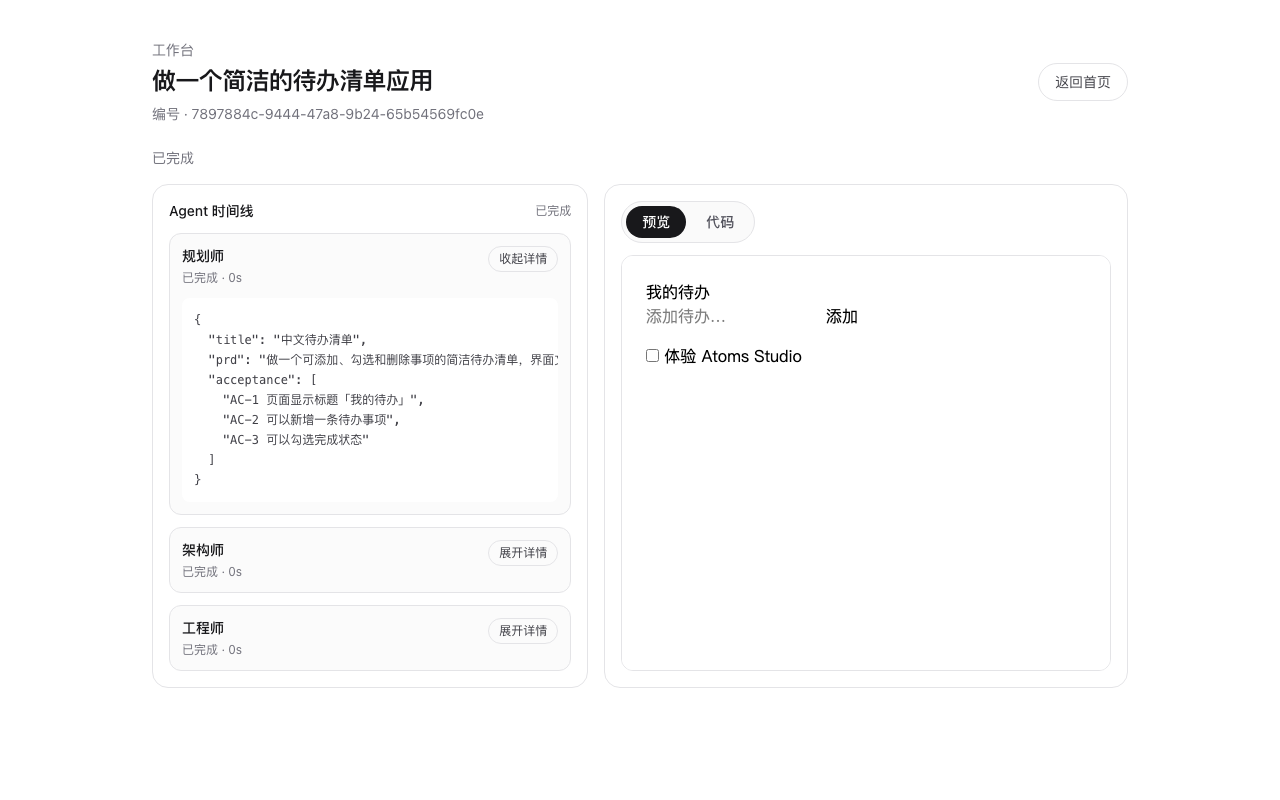 工作台
做一个简洁的待办清单应用
返回首页
编号 · 7897884c-9444-47a8-9b24-65b54569fc0e
已完成
Agent 时间线
已完成
规划师
收起详情
已完成 · 0s
{
"title": "中文待办清单",
"prd": "做一个可添加、勾选和删除事项的简洁待办清单，界面
"acceptance": [
"AC-1 页面显示标题「我的待办」",
"AC-2 可以新增一条待办事项",
"AC-3 可以勾选完成状态"
]
}
架构师
展开详情
已完成 · 0s
工程师
展开详情
已完成 · 0s
预览
代码
我的待办
添加待办...
添加
体验 Atoms Studio